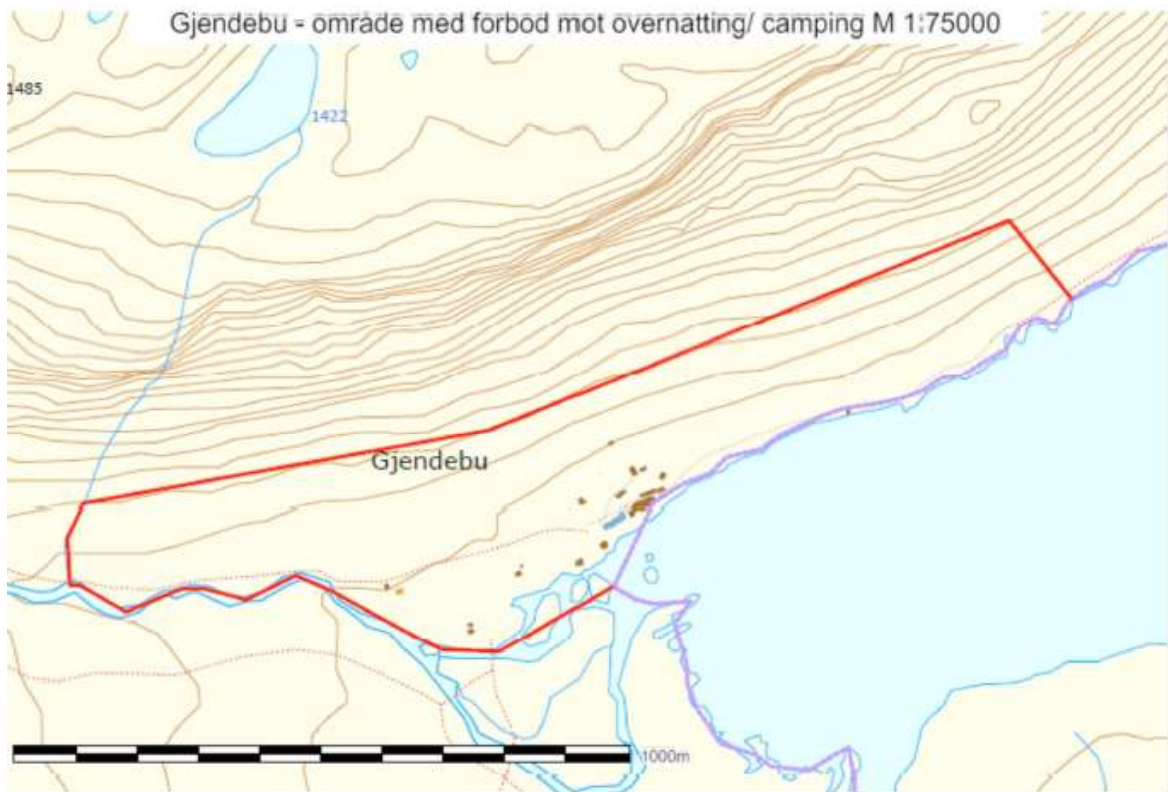 Gjendebu - område med forbod mot overnatting/ camping M 1:75000
1485
1422
Gjendebu
1000m